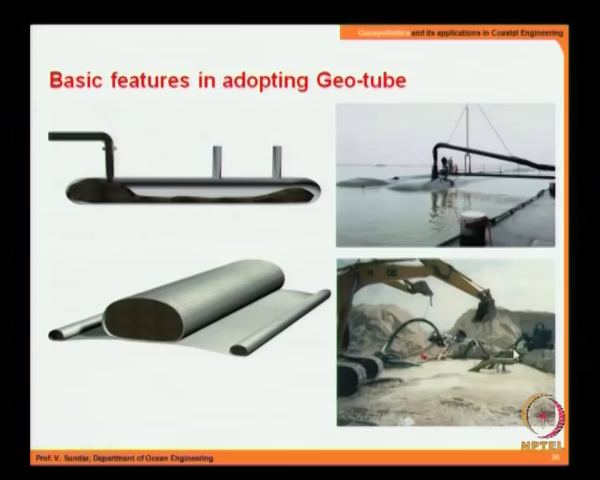 Geosynthetics and its applications in Coastal Engineering
Basic features in adopting Geo-tube
NPTEL
Prof. V. Sundar, Department of Ocean Engineering